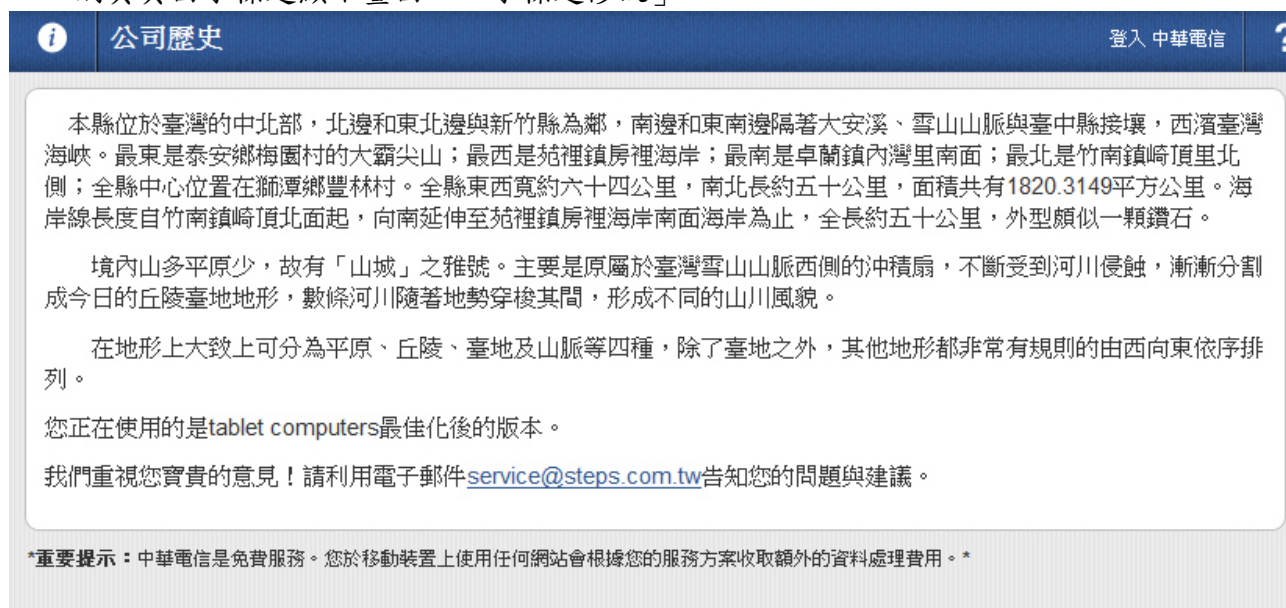 公司歷史
登入 中華電信
?
本縣位於臺灣的中北部，北邊和東北邊與新竹縣為鄰，南邊和東南邊隔著大安溪、雪山山脈與臺中縣接壤，西濱臺灣
海峽。最東是泰安鄉梅園村的大霸尖山；最西是苑裡鎮房裡海岸；最南是卓蘭鎮內灣里南面；最北是竹南鎮崎頂里北
側；全縣中心位置在獅潭鄉豐林村。全縣東西寬約六十四公里，南北長約五十公里，面積共有1820.3149平方公里。海
岸線長度自竹南鎮崎頂北面起，向南延伸至苑裡鎮房裡海岸南面海岸為止，全長約五十公里，外型頗似一顆鑽石。
境內山多平原少，故有「山城」之雅號。主要是原屬於臺灣雪山山脈西側的沖積扇，不斷受到河川侵蝕，漸漸分割
成今日的丘陵臺地地形，數條河川隨著地勢穿梭其間，形成不同的山川風貌。
在地形上大致上可分為平原、丘陵、臺地及山脈等四種，除了臺地之外，其他地形都非常有規則的由西向東依序排
列。
您正在使用的是tablet computers最佳化後的版本。
我們重視您寶貴的意見！請利用電子郵件service@steps.com.tw告知您的問題與建議。
*重要提示：中華電信是免費服務。您於移動裝置上使用任何網站會根據您的服務方案收取額外的資料處理費用。*